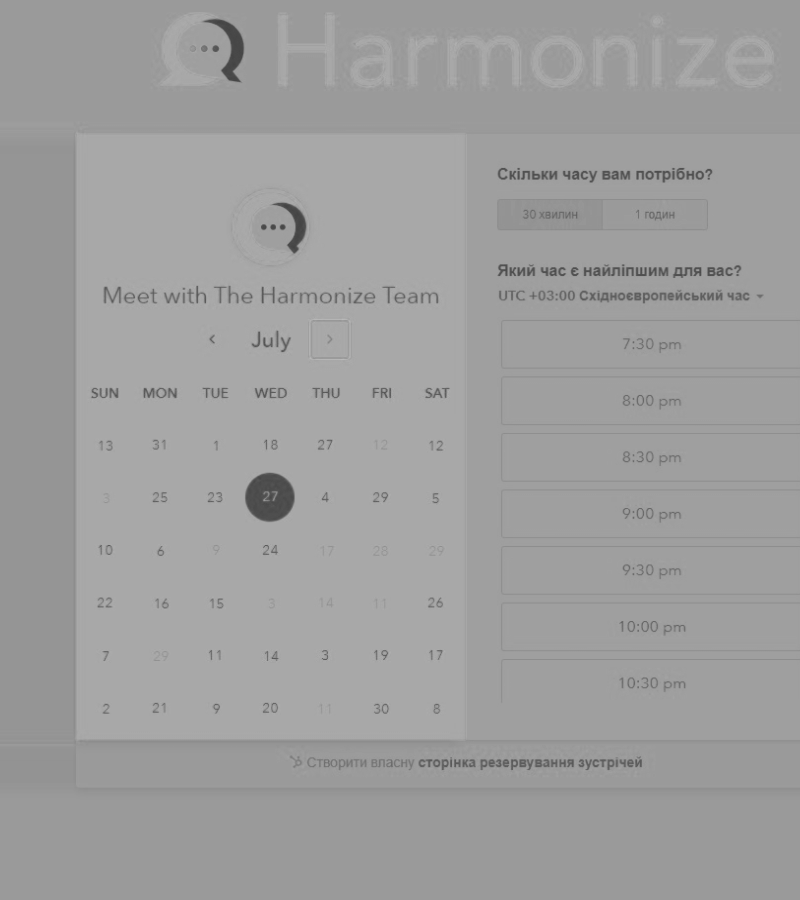 Harmonize
Meet with The Harmonize Team
July
SUN MON TUE WED THU FRI SAT
13 31 1 18 27 12 12
3 25 23 27 4 29 5
10 6 9 24 17 28 29
22 16 15 3 14 11 26
7 29 11 14 3 19 17
2 21 9 20 11 30 8
Скільки часу вам потрібно?
30 хвилин 1 годин
Який час є найліпшим для вас?
UTC +03:00 Східноєвропейський час
7:30 pm
8:00 pm
8:30 pm
9:00 pm
9:30 pm
10:00 pm
10:30 pm
Створити власну сторінка резервування зустрічей